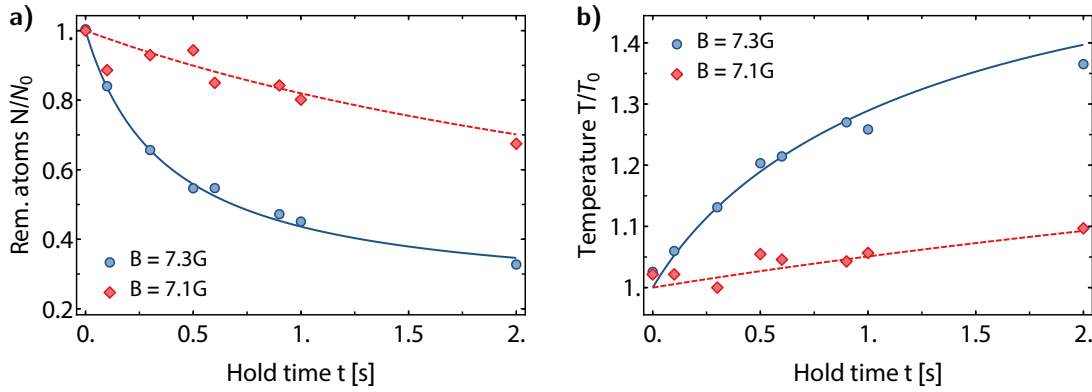 a)
Rem. atoms N/N₀
1.
0.8
0.6
0.4
0.2
B = 7.3G
B = 7.1G
0. 0.5 1.0 1.5 2.
Hold time t [s]
b)
Temperature T/T₀
1.4
1.3
1.2
1.1
1.
B = 7.3G
B = 7.1G
0. 0.5 1.0 1.5 2.
Hold time t [s]